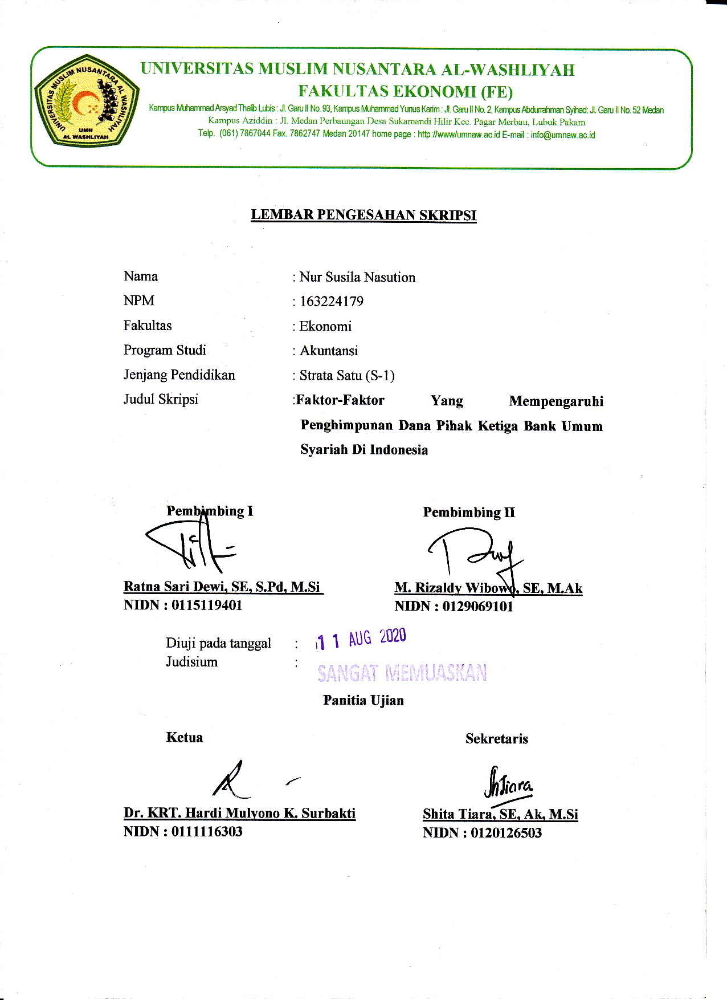 UNIVERSITAS MUSLIM NUSANTARA AL WASHLIYAH
UMN
AL WASHLIYAH
UNIVERSITAS MUSLIM NUSANTARA AL-WASHLIYAH
FAKULTAS EKONOMI (FE)
Kampus Muhammad Arsyad Thalib Lubis : Jl. Garu II No. 93, Kampus Muhammad Yunus Karim : Jl. Garu II No. 2, Kampus Abdurrahman Syihad: Jl. Garu II No. 52 Medan
Kampus Aziddin : Jl. Medan Perbaungan Desa Sukamandi Hilir Kec. Pagar Merbau, Lubuk Pakam
Telp. (061) 7867044 Fax. 7862747 Medan 20147 home page : http://www/umnaw.ac.id E-mail : info@umnaw.ac.id
LEMBAR PENGESAHAN SKRIPSI
Nama : Nur Susila Nasution
NPM : 163224179
Fakultas : Ekonomi
Program Studi : Akuntansi
Jenjang Pendidikan : Strata Satu (S-1)
Judul Skripsi :Faktor-Faktor Yang Mempengaruhi
Penghimpunan Dana Pihak Ketiga Bank Umum
Syariah Di Indonesia
Pembimbing I Pembimbing II
Ratna Sari Dewi, SE, S.Pd, M.Si M. Rizaldy Wibowo, SE, M.Ak
NIDN : 0115119401 NIDN : 0129069101
Diuji pada tanggal : 11 AUG 2020
Judisium : SANGAT MEMUASKAN
Panitia Ujian
Ketua Sekretaris
ShTiara
Dr. KRT. Hardi Mulyono K. Surbakti Shita Tiara, SE, Ak, M.Si
NIDN : 0111116303 NIDN : 0120126503